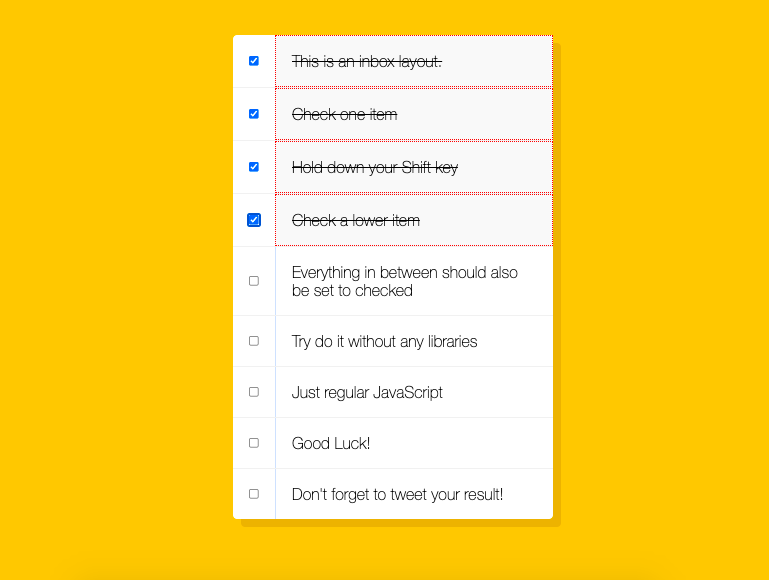 This is an inbox layout.
Check one item
Hold down your Shift key
Check a lower item
Everything in between should also
be set to checked
Try do it without any libraries
Just regular JavaScript
Good Luck!
Don't forget to tweet your result!